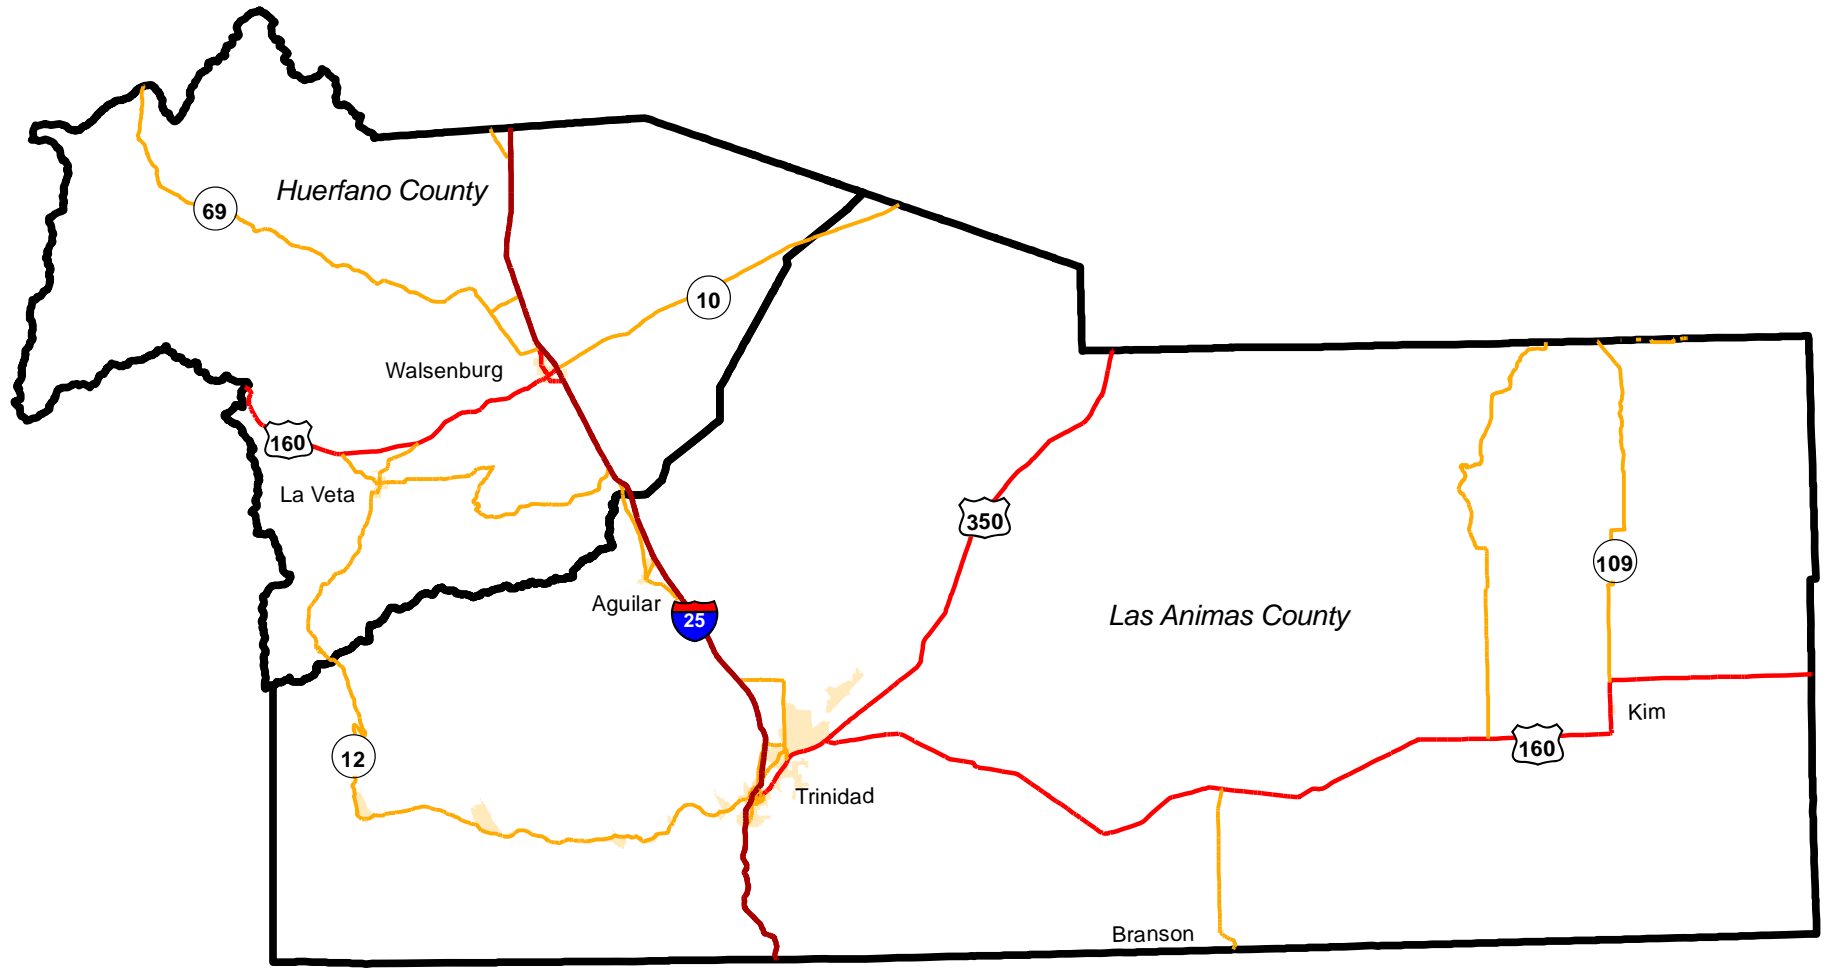 Huerfano County
69
10
Walsenburg
160
La Veta
350
109
Aguilar
25
Las Animas County
Kim
160
12
Trinidad
Branson